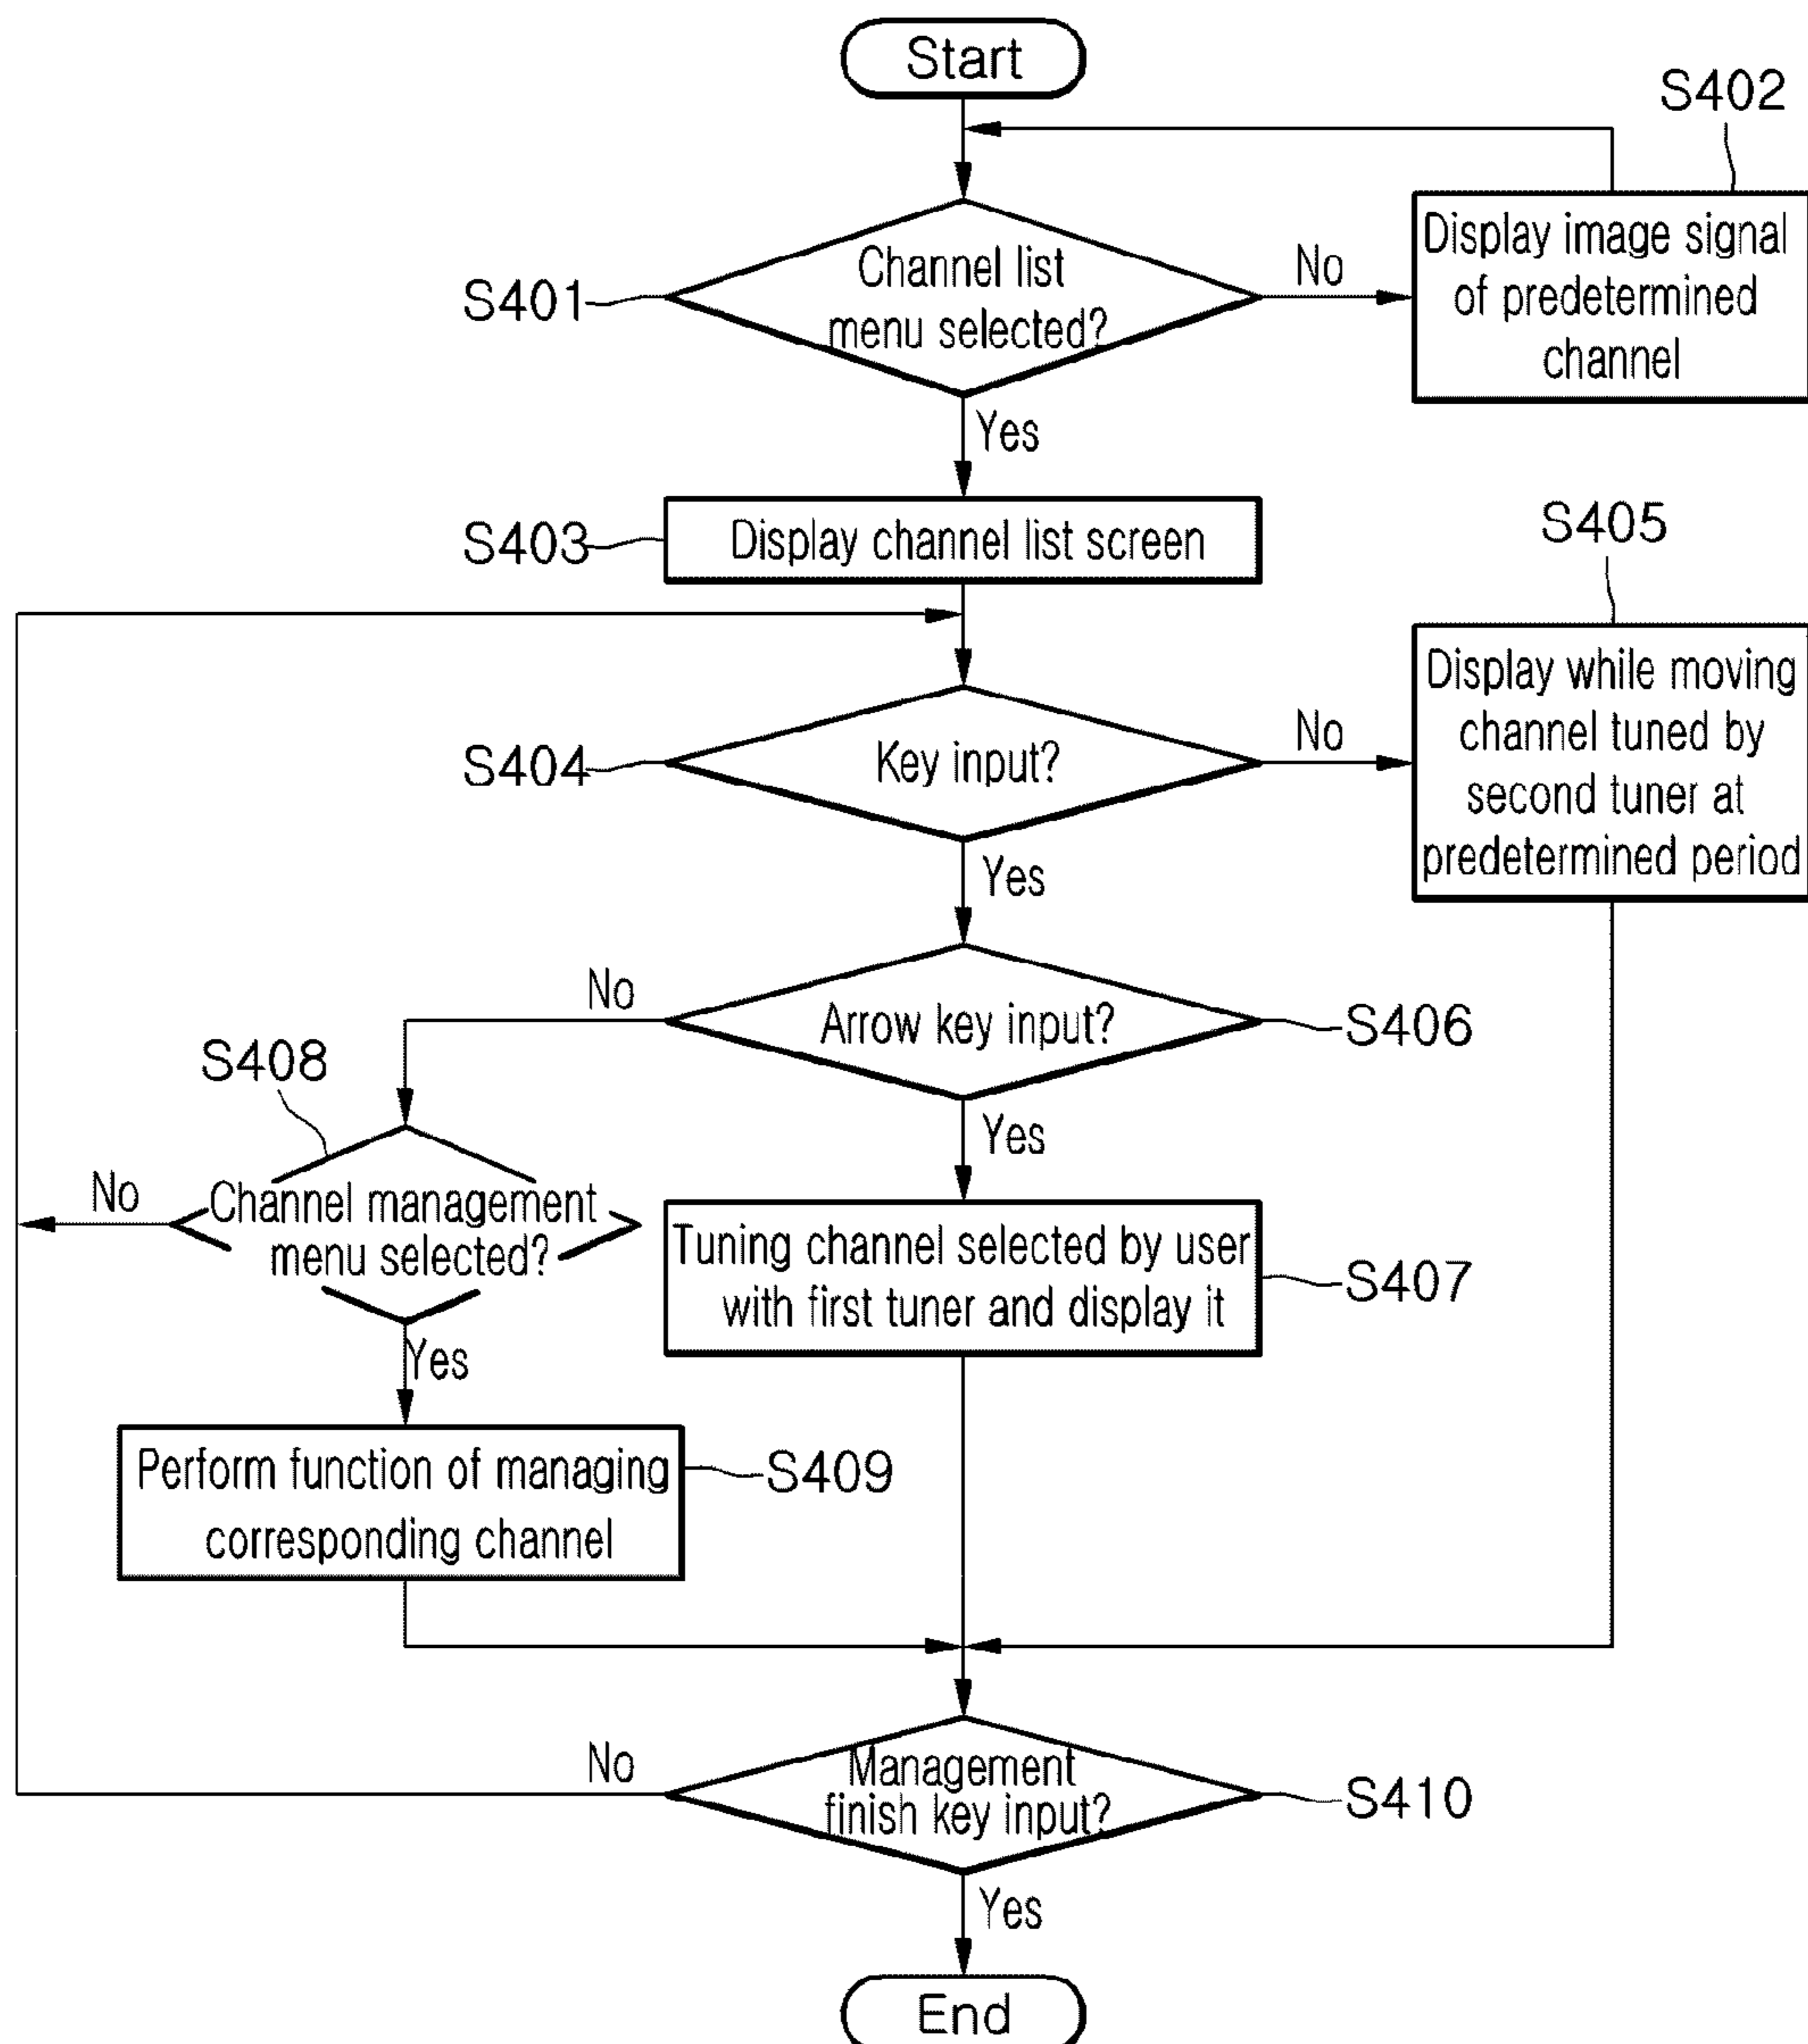 Start
S402
Display image signal
of predetermined
channel
S401
Channel list
menu selected?
No
Yes
S403
Display channel list screen
S405
Display while moving
channel tuned by
second tuner at
predetermined period
S404
Key input?
No
Yes
No
Arrow key input?
S406
S408
Yes
No
Channel management
menu selected?
Tuning channel selected by user
with first tuner and display it
S407
Yes
Perform function of managing
corresponding channel
S409
No
Management
finish key input?
S410
Yes
End